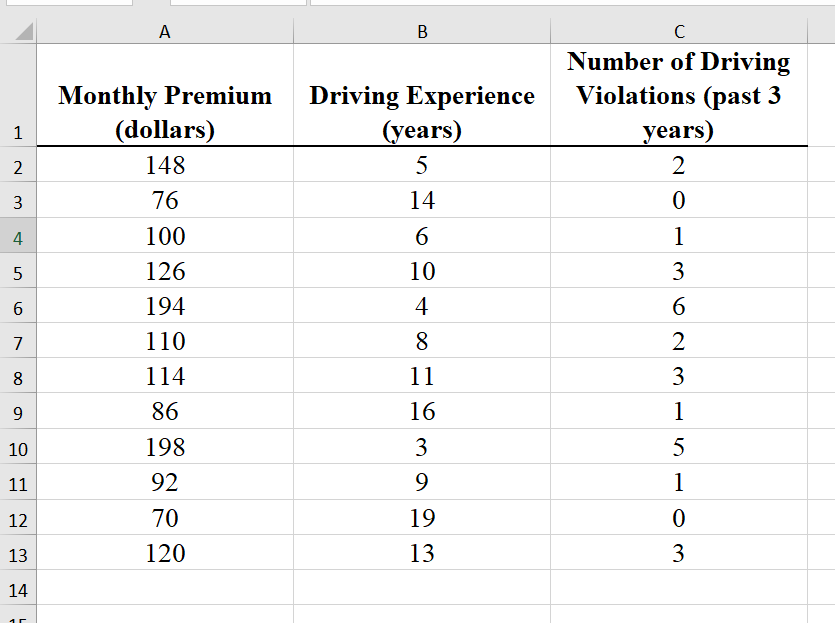 A B C
Monthly Premium (dollars) Driving Experience (years) Number of Driving Violations (past 3 years)
1
2 148 5 2
3 76 14 0
4 100 6 1
5 126 10 3
6 194 4 6
7 110 8 2
8 114 11 3
9 86 16 1
10 198 3 5
11 92 9 1
12 70 19 0
13 120 13 3
14